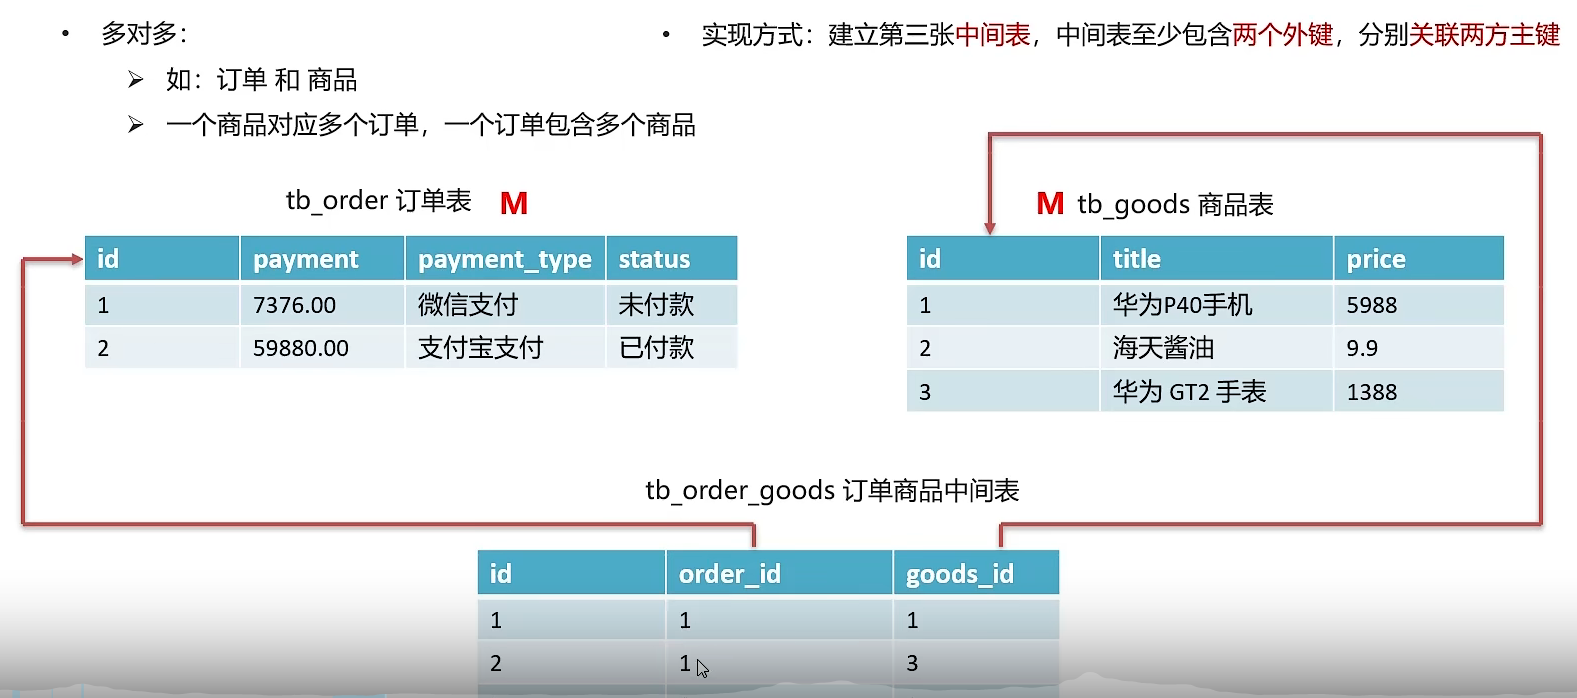 • 多对多：
➢ 如：订单 和 商品
➢ 一个商品对应多个订单，一个订单包含多个商品
• 实现方式：建立第三张中间表，中间表至少包含两个外键，分别关联两方主键
tb_order 订单表 M
id payment payment_type status
1 7376.00 微信支付 未付款
2 59880.00 支付宝支付 已付款
M tb_goods 商品表
id title price
1 华为P40手机 5988
2 海天酱油 9.9
3 华为 GT2 手表 1388
tb_order_goods 订单商品中间表
id order_id goods_id
1 1 1
2 1 3